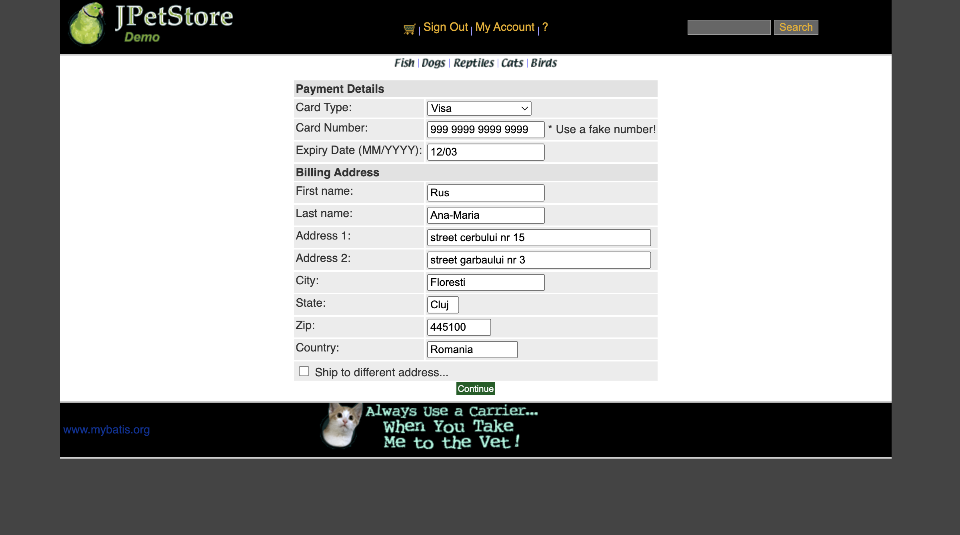 JPetStore
Demo
Sign Out | My Account | ?
Search
Fish | Dogs | Reptiles | Cats | Birds
Payment Details
Card Type: Visa
Card Number: 999 9999 9999 9999 * Use a fake number!
Expiry Date (MM/YYYY): 12/03
Billing Address
First name: Rus
Last name: Ana-Maria
Address 1: street cerbului nr 15
Address 2: street garbaului nr 3
City: Floresti
State: Cluj
Zip: 445100
Country: Romania
Ship to different address...
Continue
www.mybatis.org
Always Use a Carrier...
When You Take
Me to the Vet!